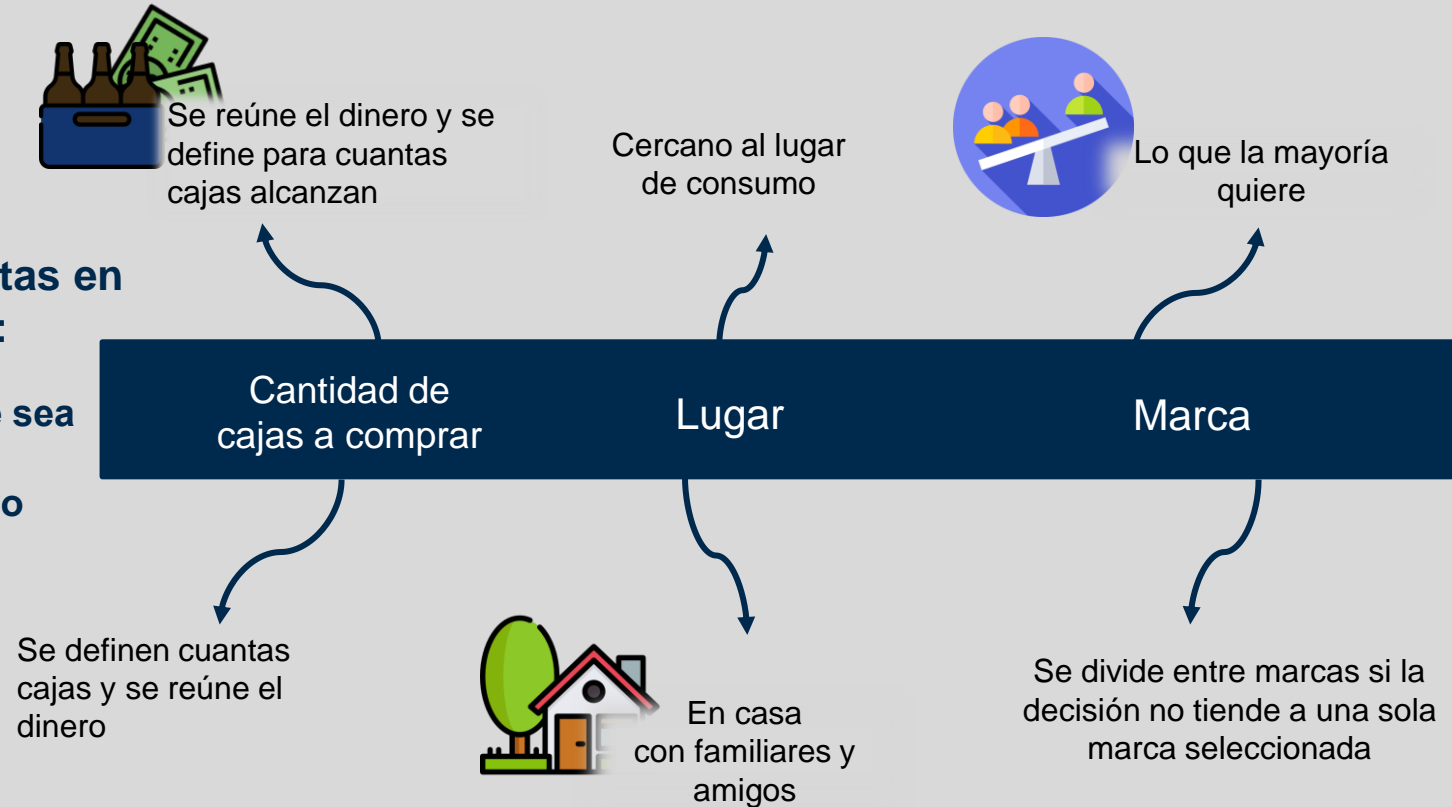 Se reúne el dinero y se
define para cuantas
cajas alcanzan
Cercano al lugar
de consumo
Lo que la mayoría
quiere
en
:
sea
Cantidad de
cajas a comprar
Lugar
Marca
Se definen cuantas
cajas y se reúne el
dinero
En casa
con familiares y
amigos
Se divide entre marcas si la
decisión no tiende a una sola
marca seleccionada